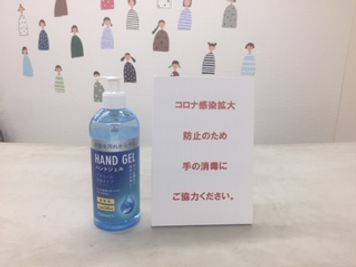 HAND GEL
ハンドジェル
コロナ感染拡大
防止のため
手の消毒に
ご協力ください。